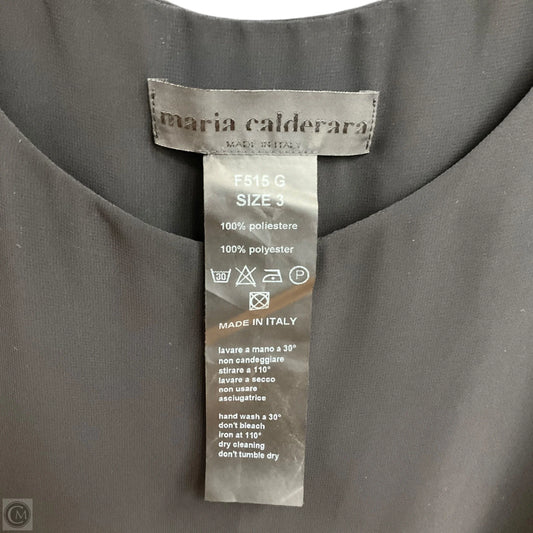 maria calderara
MADE IN ITALY
F515 G
SIZE 3
100% poliestere
100% polyester
30
P
MADE IN ITALY
lavare a mano a 30°
non candeggiare
stirare a 110°
lavare a secco
non usare
asciugatrice
hand wash a 30°
don't bleach
iron at 110°
dry cleaning
don't tumble dry
CM